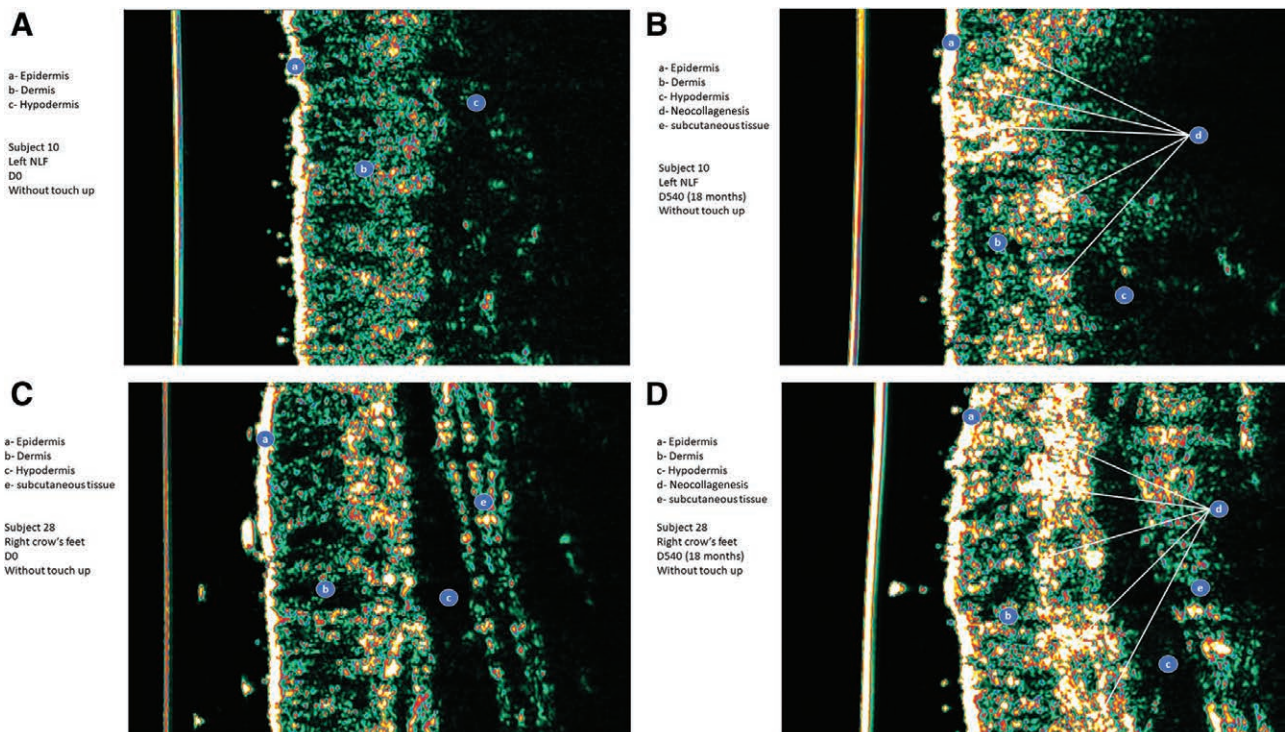 A
a- Epidermis
b- Dermis
c- Hypodermis
Subject 10
Left NLF
D0
Without touch up
a
b
c
B
a- Epidermis
b- Dermis
c- Hypodermis
d- Neocollagenesis
e- subcutaneous tissue
Subject 10
Left NLF
D540 (18 months)
Without touch up
a
d
b
c
C
a- Epidermis
b- Dermis
c- Hypodermis
e- subcutaneous tissue
Subject 28
Right crow's feet
D0
Without touch up
a
e
b
c
D
a- Epidermis
b- Dermis
c- Hypodermis
d- Neocollagenesis
e- subcutaneous tissue
Subject 28
Right crow's feet
D540 (18 months)
Without touch up
a
d
e
b
c